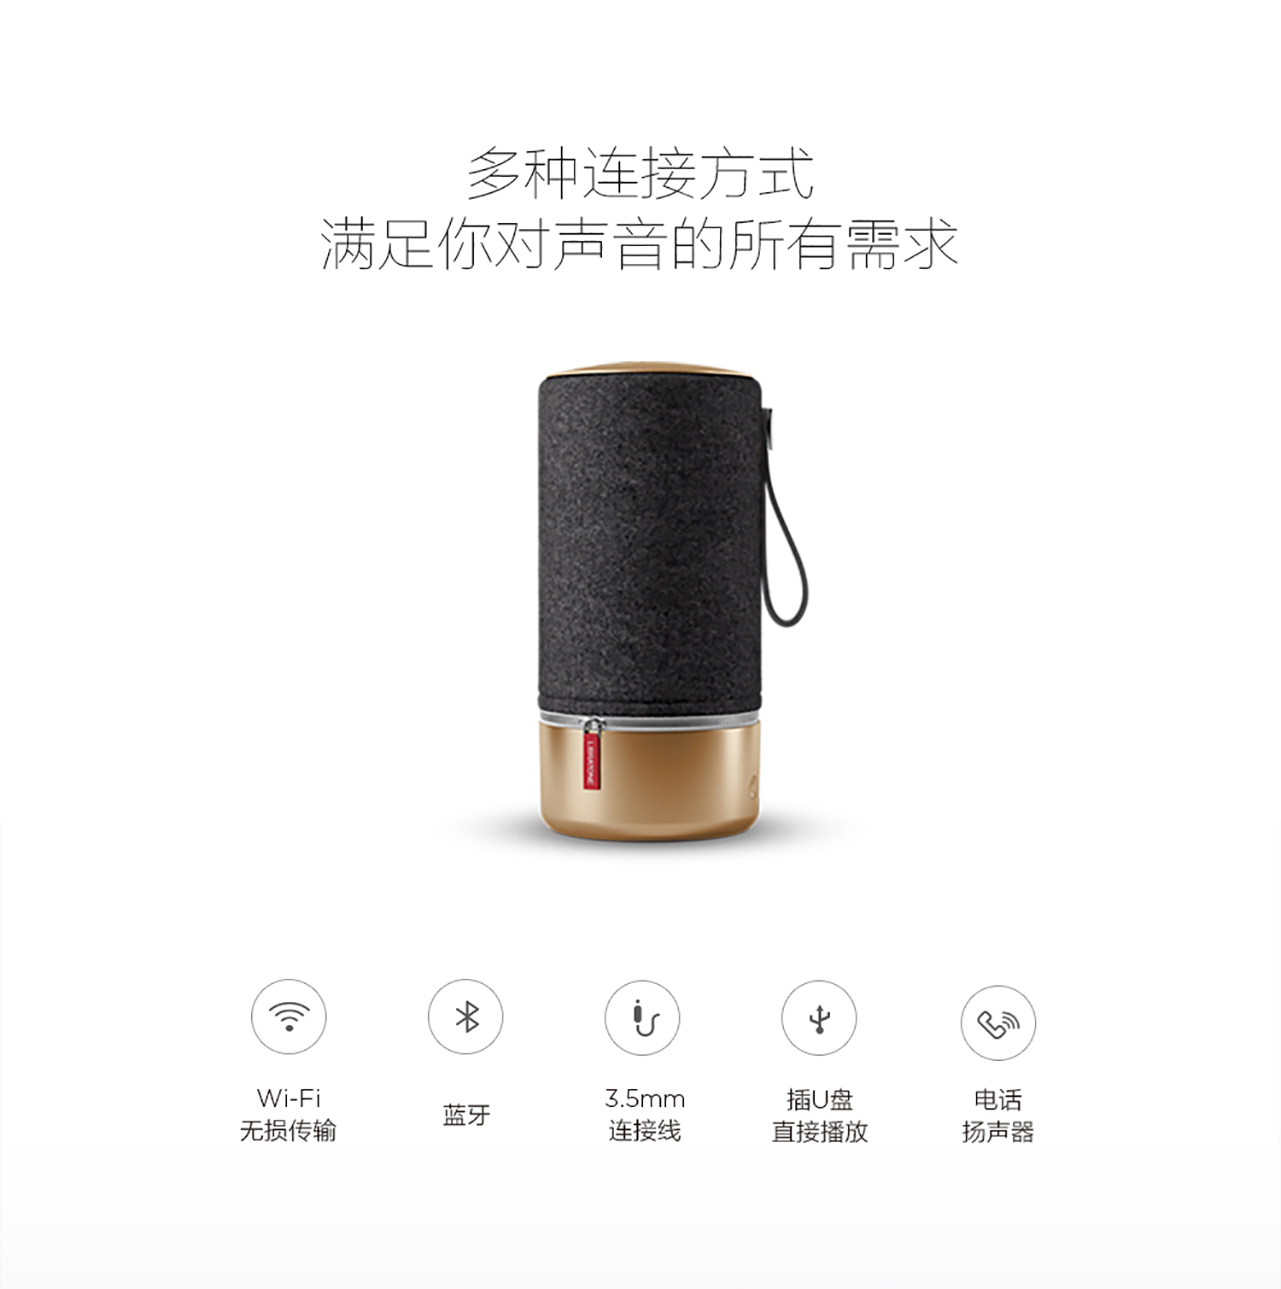 多种连接方式
满足你对声音的所有需求
LIBRATONE
Wi-Fi
无损传输
蓝牙
3.5mm
连接线
插U盘
直接播放
电话
扬声器